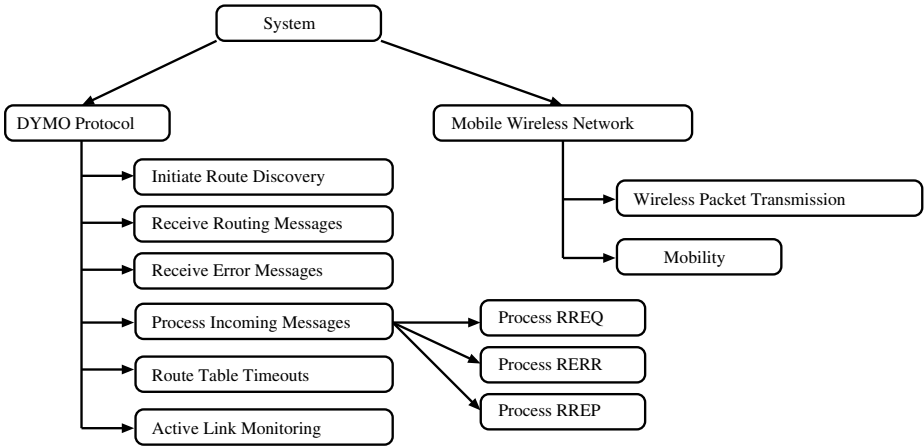 System
DYMO Protocol
Mobile Wireless Network
Initiate Route Discovery
Receive Routing Messages
Receive Error Messages
Process Incoming Messages
Route Table Timeouts
Active Link Monitoring
Process RREQ
Process RERR
Process RREP
Wireless Packet Transmission
Mobility